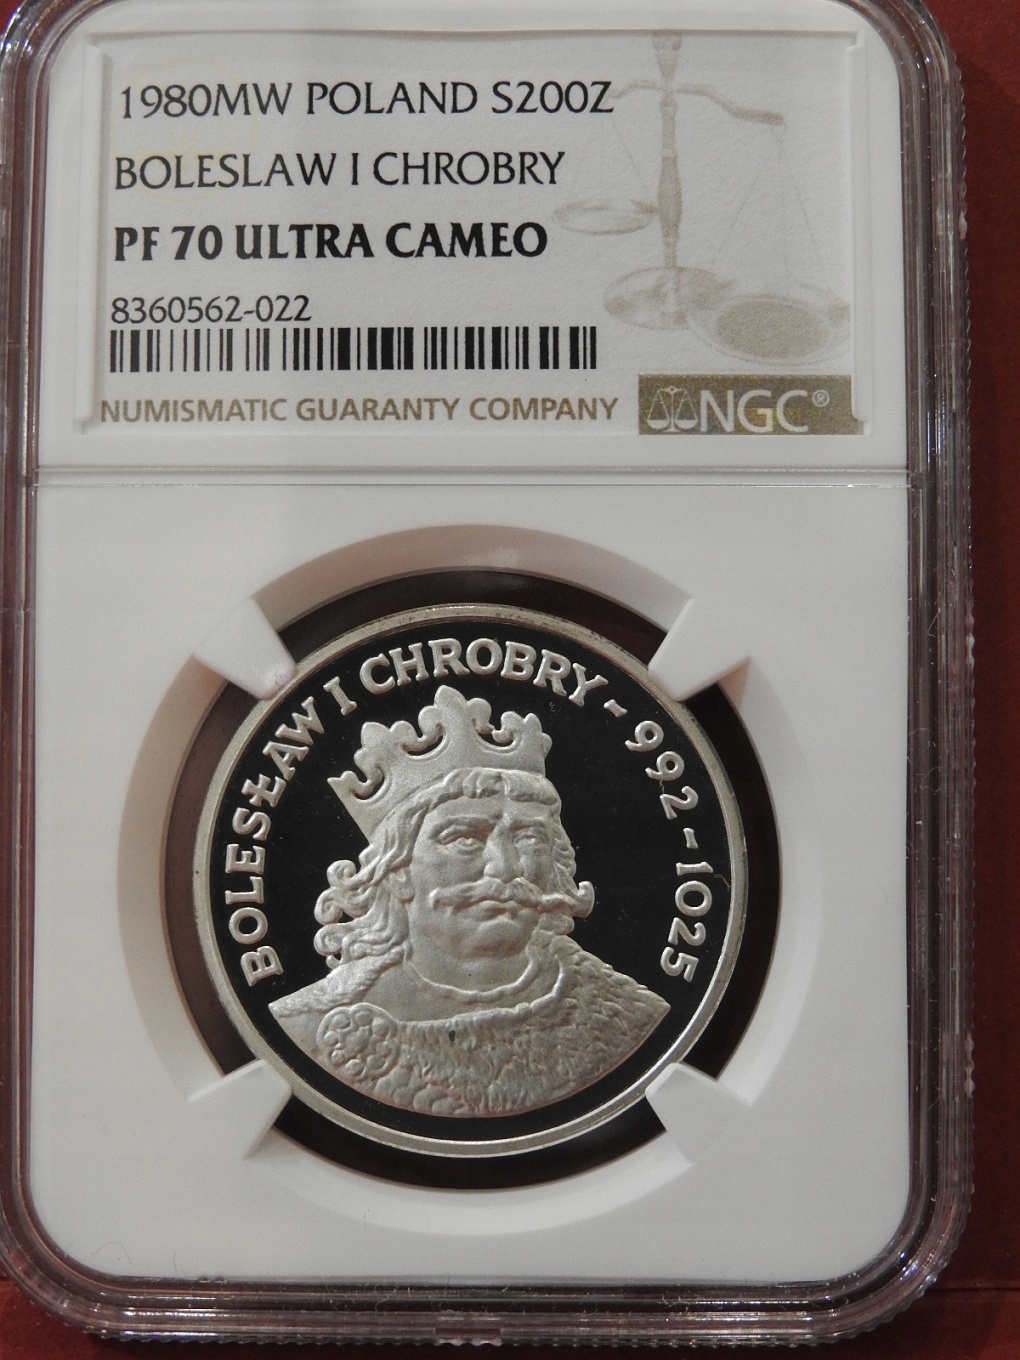 1980MW POLAND S200Z
BOLESLAW I CHROBRY
PF 70 ULTRA CAMEO
8360562-022
NUMISMATIC GUARANTY COMPANY
NGC®
BOLESŁAW I CHROBRY - 992 - 1025